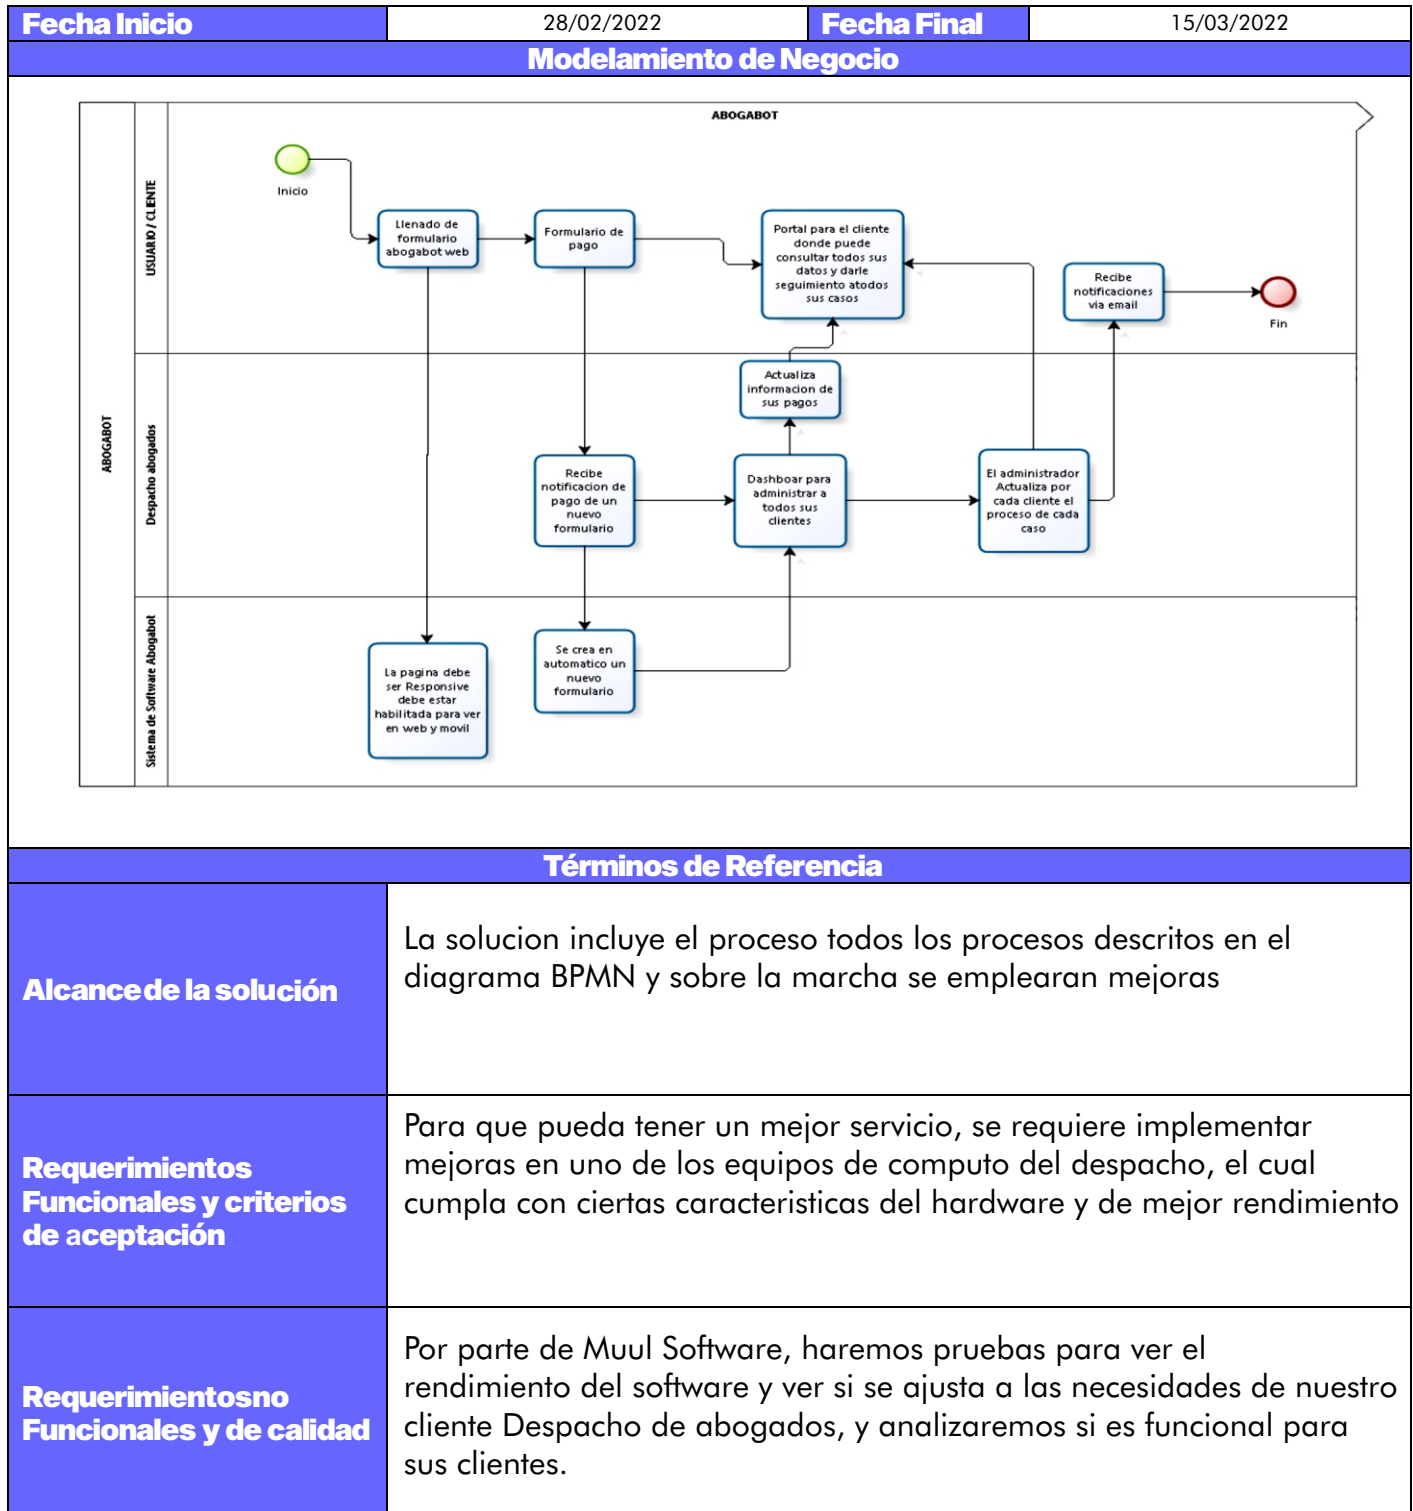 Fecha Inicio
28/02/2022
Fecha Final
15/03/2022
Modelamiento de Negocio
ABOGABOT
ABOGABOT
USUARIO / CLIENTE
Inicio
Llenado de
formulario
abogabot web
Formulario de
pago
Portal para el cliente
donde puede
consultar todos sus
datos y darle
seguimiento atodos
sus casos
Recibe
notificaciones
via email
Fin
Despacho abogados
Actualiza
informacion de
sus pagos
Recibe
notificacion de
pago de un
nuevo
formulario
Dashboar para
administrar a
todos sus
clientes
El administrador
Actualiza por
cada cliente el
proceso de cada
caso
Sistema de Software Abogabot
La pagina debe
ser Responsive
debe estar
habilitada para ver
en web y movil
Se crea en
automatico un
nuevo
formulario
Términos de Referencia
Alcance de la solución
La solucion incluye el proceso todos los procesos descritos en el
diagrama BPMN y sobre la marcha se emplearan mejoras
Requerimientos
Funcionales y criterios
de aceptación
Para que pueda tener un mejor servicio, se requiere implementar
mejoras en uno de los equipos de computo del despacho, el cual
cumpla con ciertas caracteristicas del hardware y de mejor rendimiento
Requerimientosno
Funcionales y de calidad
Por parte de Muul Software, haremos pruebas para ver el
rendimiento del software y ver si se ajusta a las necesidades de nuestro
cliente Despacho de abogados, y analizaremos si es funcional para
sus clientes.